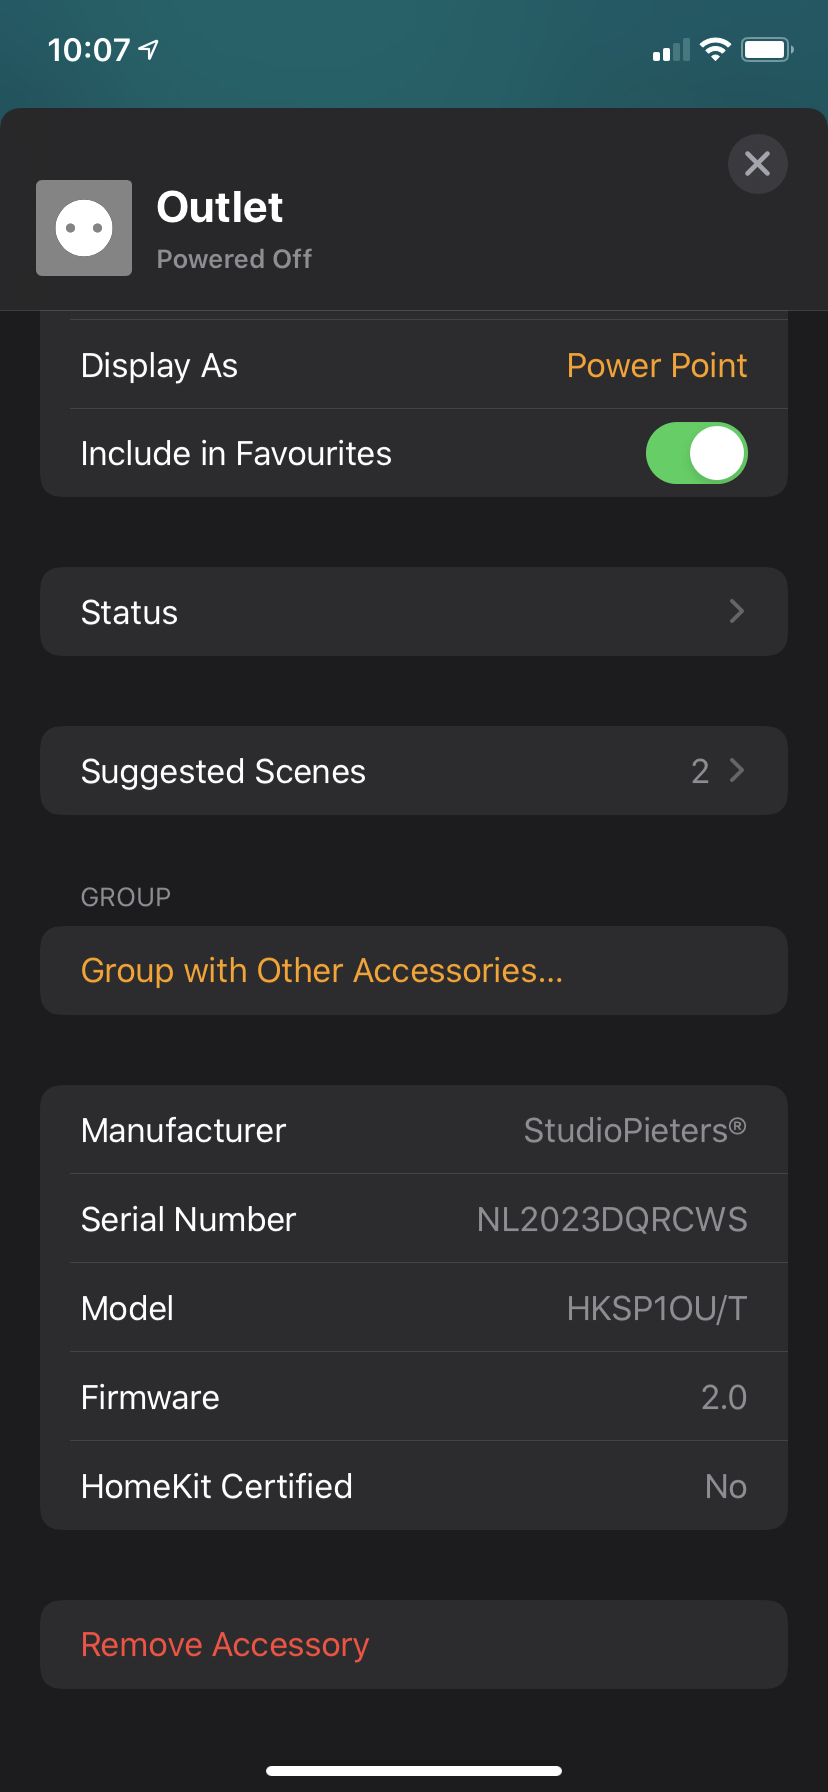 10:07
Outlet
Powered Off
Display As Power Point
Include in Favourites
Status
Suggested Scenes 2
GROUP
Group with Other Accessories...
Manufacturer StudioPieters®
Serial Number NL2023DQRCWS
Model HKSP1OU/T
Firmware 2.0
HomeKit Certified No
Remove Accessory